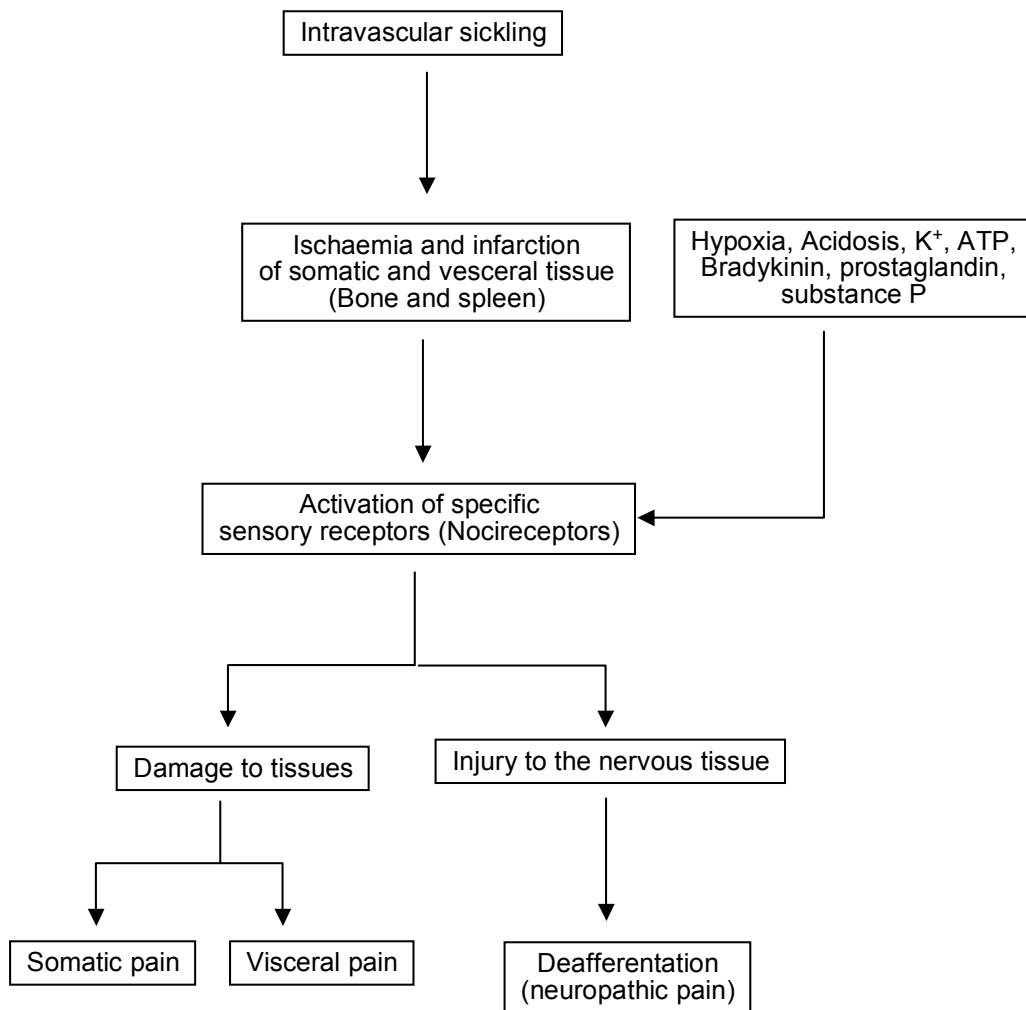 Intravascular sickling
Ischaemia and infarction
of somatic and vesceral tissue
(Bone and spleen)
Hypoxia, Acidosis, K⁺, ATP,
Bradykinin, prostaglandin,
substance P
Activation of specific
sensory receptors (Nocireceptors)
Damage to tissues
Injury to the nervous tissue
Somatic pain
Visceral pain
Deafferentation
(neuropathic pain)